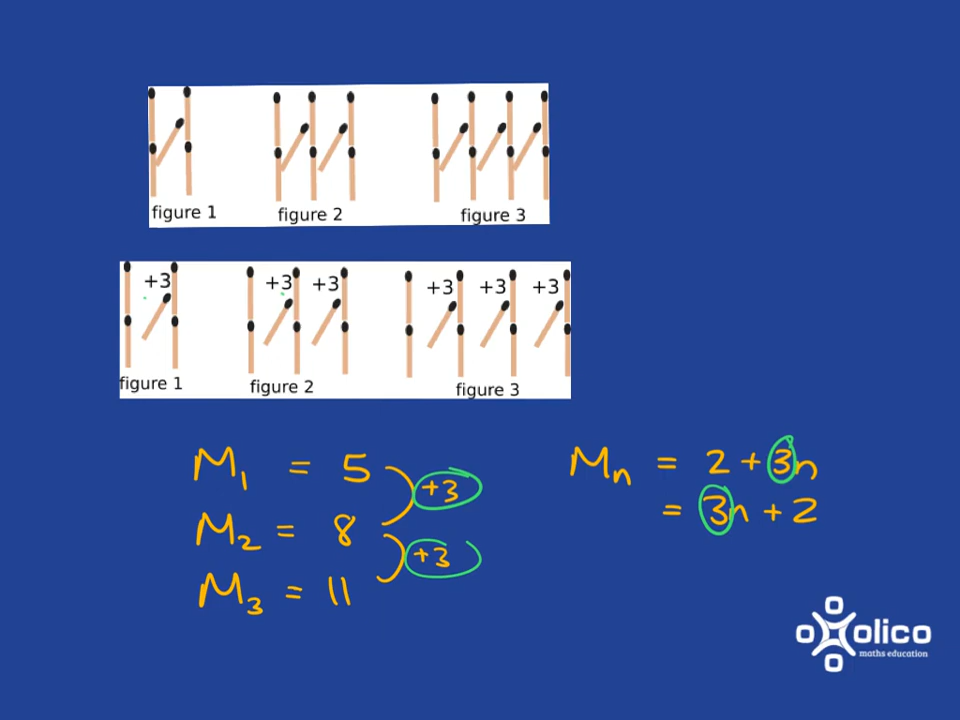 figure 1 figure 2 figure 3
+3 +3 +3 +3 +3 +3
figure 1 figure 2 figure 3
M₁ = 5
+3
M₂ = 8
+3
M₃ = 11
Mₙ = 2 + 3n
= 3n + 2
olico
maths education